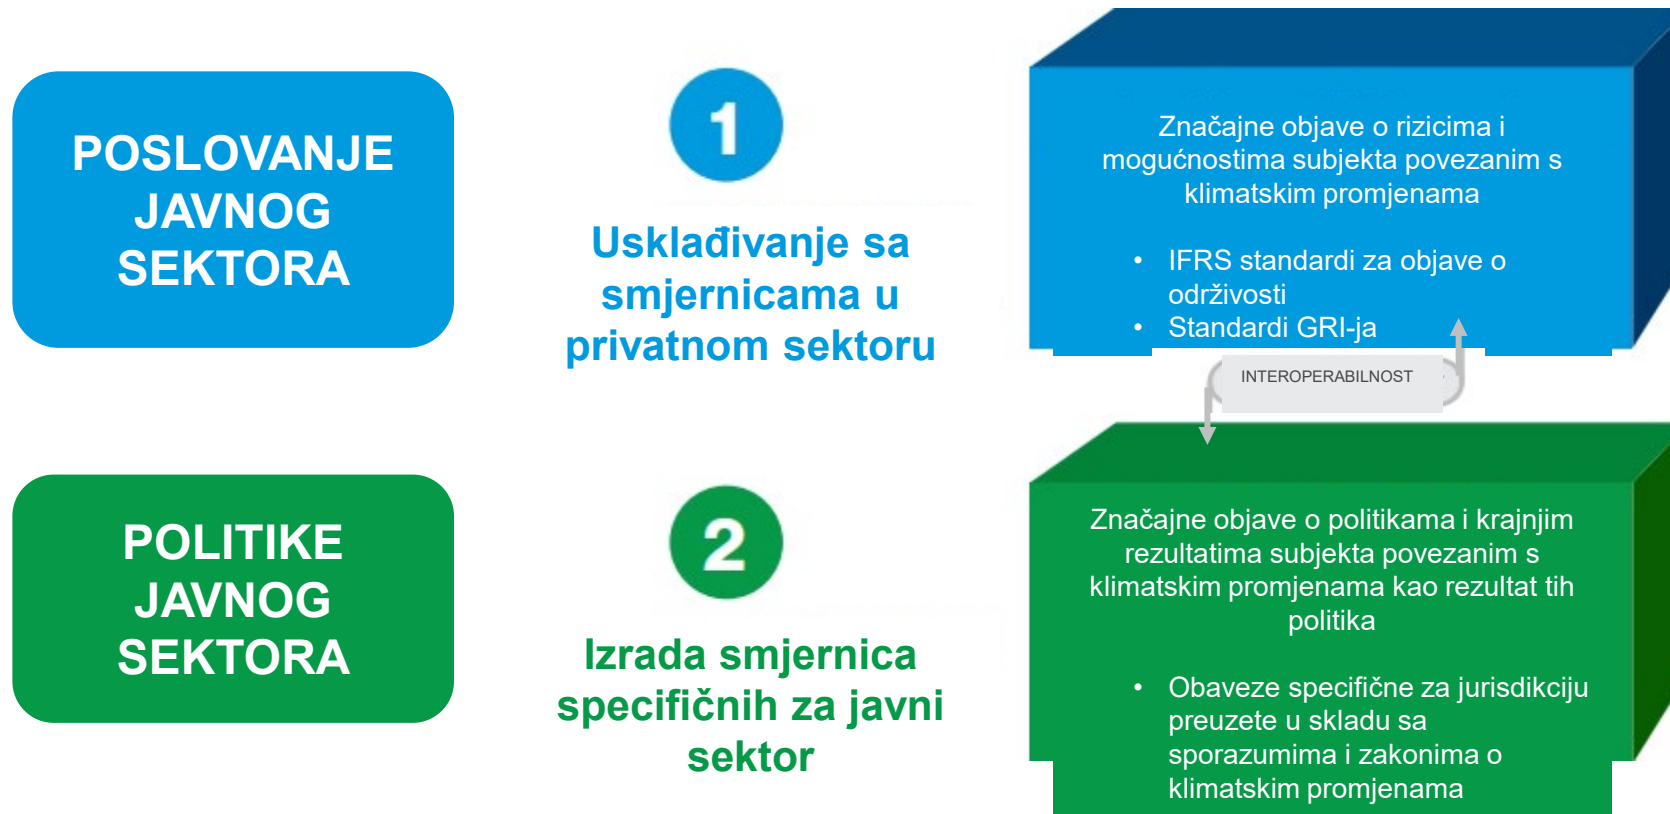 POSLOVANJE
JAVNOG
SEKTORA
1
Usklađivanje sa
smjernicama u
privatnom sektoru
Značajne objave o rizicima i
mogućnostima subjekta povezanim s
klimatskim promjenama
• IFRS standardi za objave o
održivosti
• Standardi GRI-ja
INTEROPERABILNOST
POLITIKE
JAVNOG
SEKTORA
2
Izrada smjernica
specifičnih za javni
sektor
Značajne objave o politikama i krajnjim
rezultatima subjekta povezanim s
klimatskim promjenama kao rezultat tih
politika
• Obaveze specifične za jurisdikciju
preuzete u skladu sa
sporazumima i zakonima o
klimatskim promjenama